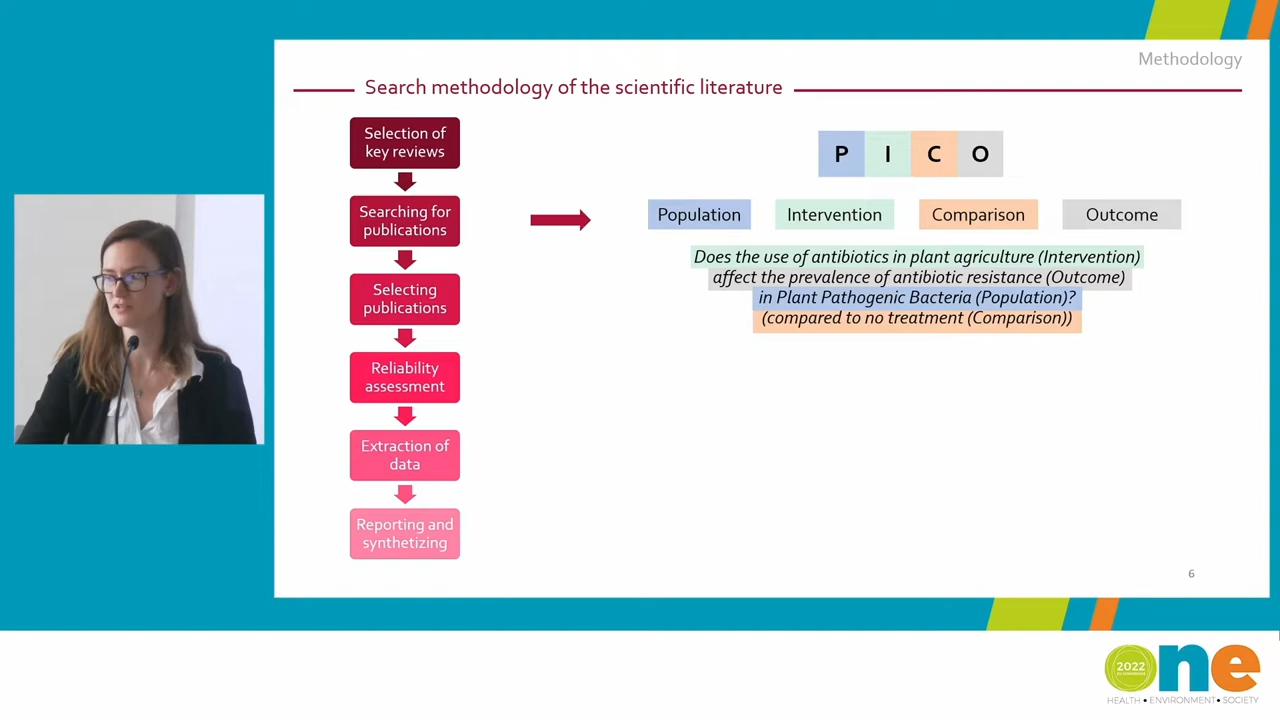 Methodology
Search methodology of the scientific literature
Selection of
key reviews
Searching for
publications
Selecting
publications
Reliability
assessment
Extraction of
data
Reporting and
synthetizing
P I C O
Population Intervention Comparison Outcome
Does the use of antibiotics in plant agriculture (Intervention)
affect the prevalence of antibiotic resistance (Outcome)
in Plant Pathogenic Bacteria (Population)?
(compared to no treatment (Comparison))
6
2022
one
HEALTH • ENVIRONMENT • SOCIETY